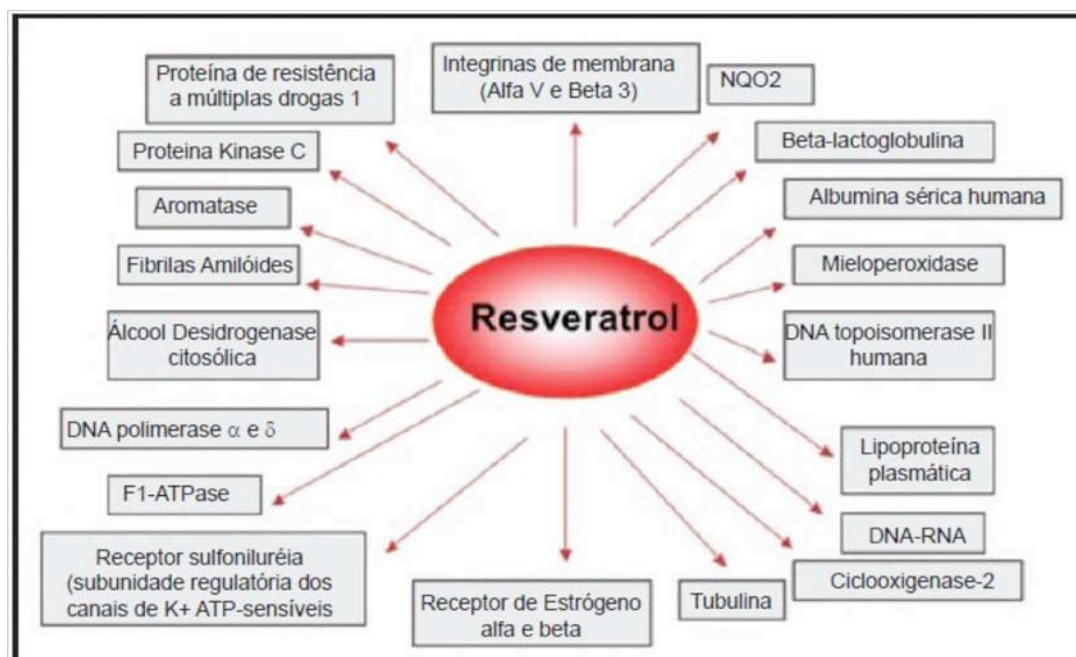 Proteína de resistência
a múltiplas drogas 1
Integrinas de membrana
(Alfa V e Beta 3)
NQO2
Proteina Kinase C
Beta-lactoglobulina
Aromatase
Albumina sérica humana
Fibrilas Amilóides
Mieloperoxidase
Resveratrol
Álcool Desidrogenase
citosólica
DNA topoisomerase II
humana
DNA polimerase α e δ
Lipoproteína
plasmática
F1-ATPase
DNA-RNA
Receptor sulfoniluréia
(subunidade regulatória dos
canais de K+ ATP-sensíveis
Ciclooxigenase-2
Receptor de Estrógeno
alfa e beta
Tubulina